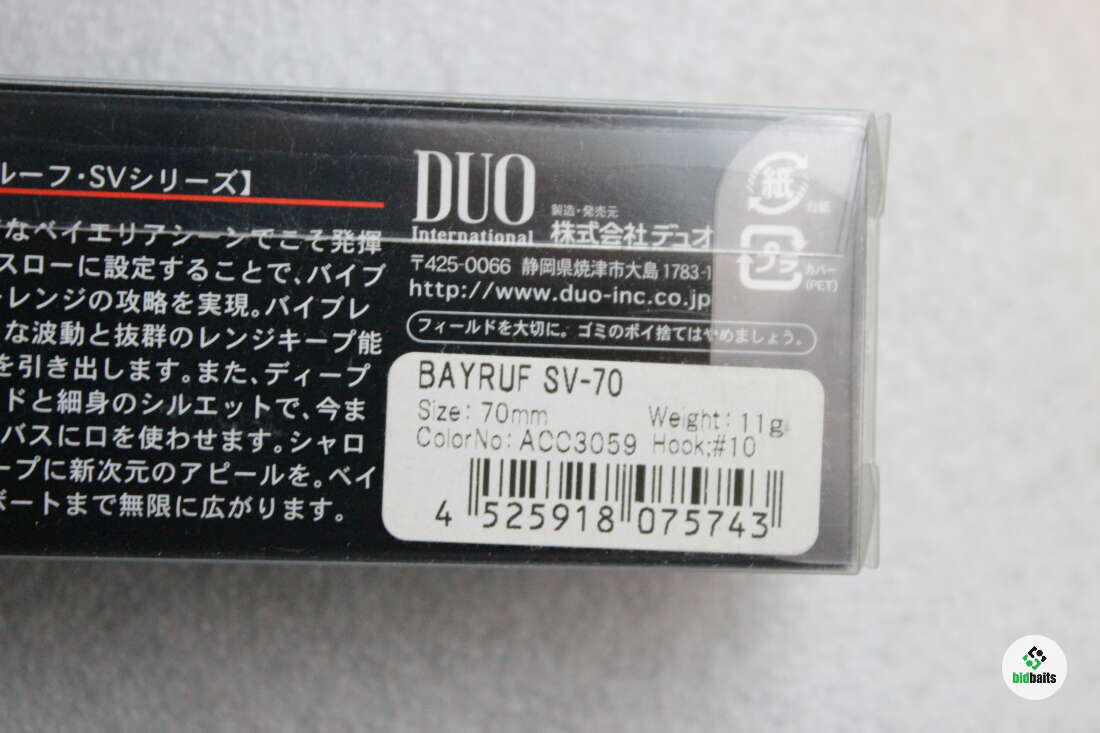 ルーフ・SVシリーズ】
なベイエリアシーンでこそ発揮
スローに設定することで、バイブ
レンジの攻略を実現。バイブレ
な波動と抜群のレンジキープ能
を引き出します。また、ディープ
ドと細身のシルエットで、今ま
バスに口を使わせます。シャロ
ープに新次元のアピールを。ベイ
ボートまで無限に広がります。
DUO
International
製造・発売元
株式会社デュオ
〒425-0066 静岡県焼津市大島1783-1
http://www.duo-inc.co.jp
フィールドを大切に。ゴミのポイ捨てはやめましょう。
紙
台紙
プラ
カバー
(PET)
BAYRUF SV-70
Size: 70mm Weight: 11g
ColorNo: ACC3059 Hook;#10
4 525918 075743
bidbaits